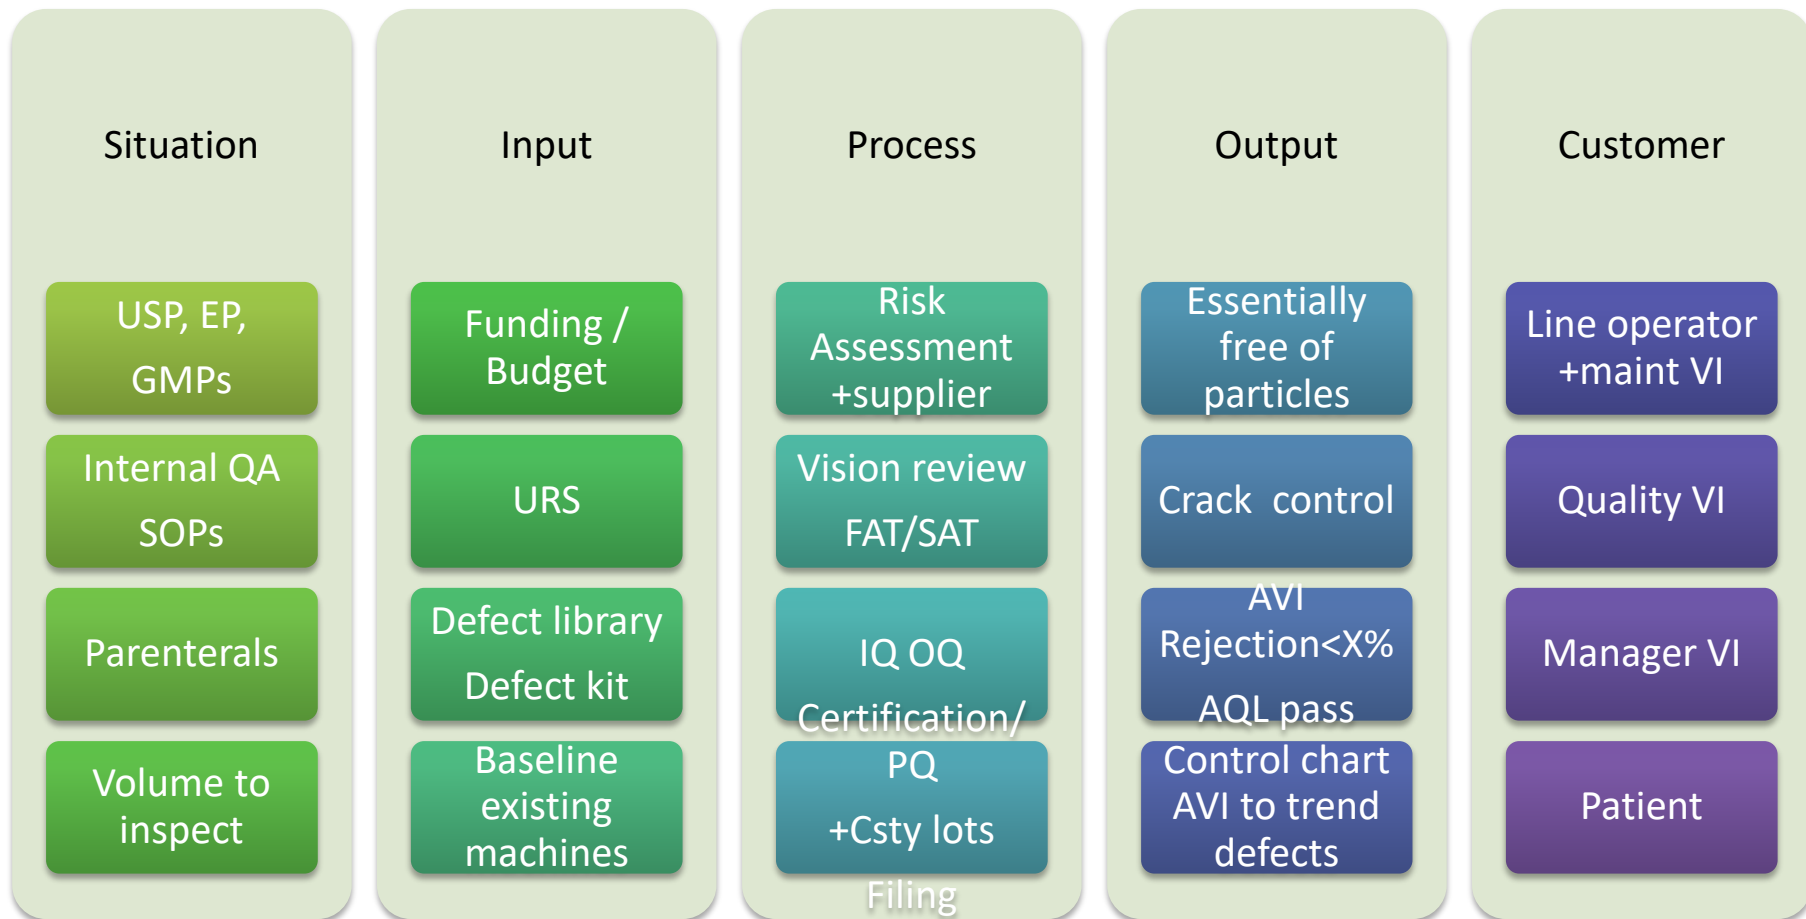 Situation
USP, EP,
GMPs
Internal QA
SOPs
Parenterals
Volume to
inspect
Input
Funding /
Budget
URS
Defect library
Defect kit
Baseline
existing
machines
Process
Risk
Assessment
+supplier
Vision review
FAT/SAT
IQ OQ
Certification/
PQ
+Csty lots
Filing
Output
Essentially
free of
particles
Crack  control
AVI
Rejection<X%
AQL pass
Control chart
AVI to trend
defects
Customer
Line operator
+maint VI
Quality VI
Manager VI
Patient